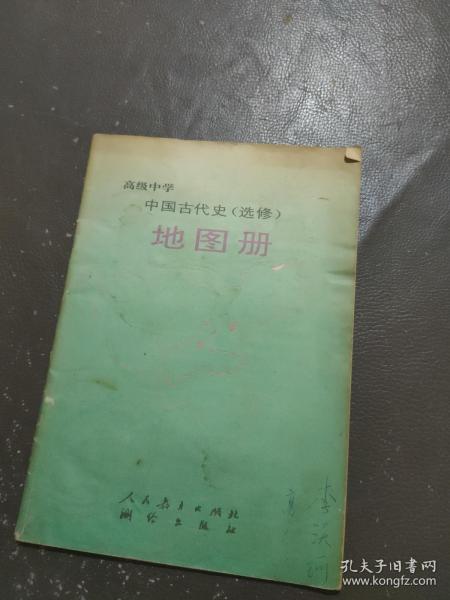 高级中学
中国古代史（选修）
地图册
人民教育出版社
测绘出版社
孔夫子旧书网
www.kongfz.com